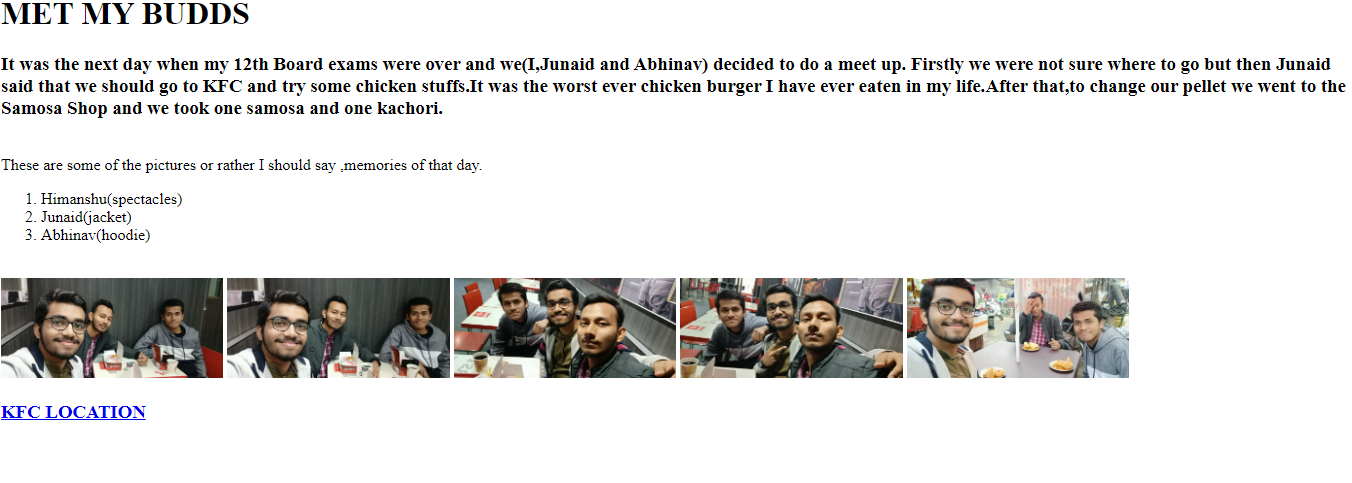 MET MY BUDDS
It was the next day when my 12th Board exams were over and we(I,Junaid and Abhinav) decided to do a meet up. Firstly we were not sure where to go but then Junaid
said that we should go to KFC and try some chicken stuffs.It was the worst ever chicken burger I have ever eaten in my life.After that,to change our pellet we went to the
Samosa Shop and we took one samosa and one kachori.
These are some of the pictures or rather I should say ,memories of that day.
1. Himanshu(spectacles)
2. Junaid(jacket)
3. Abhinav(hoodie)
KFC LOCATION